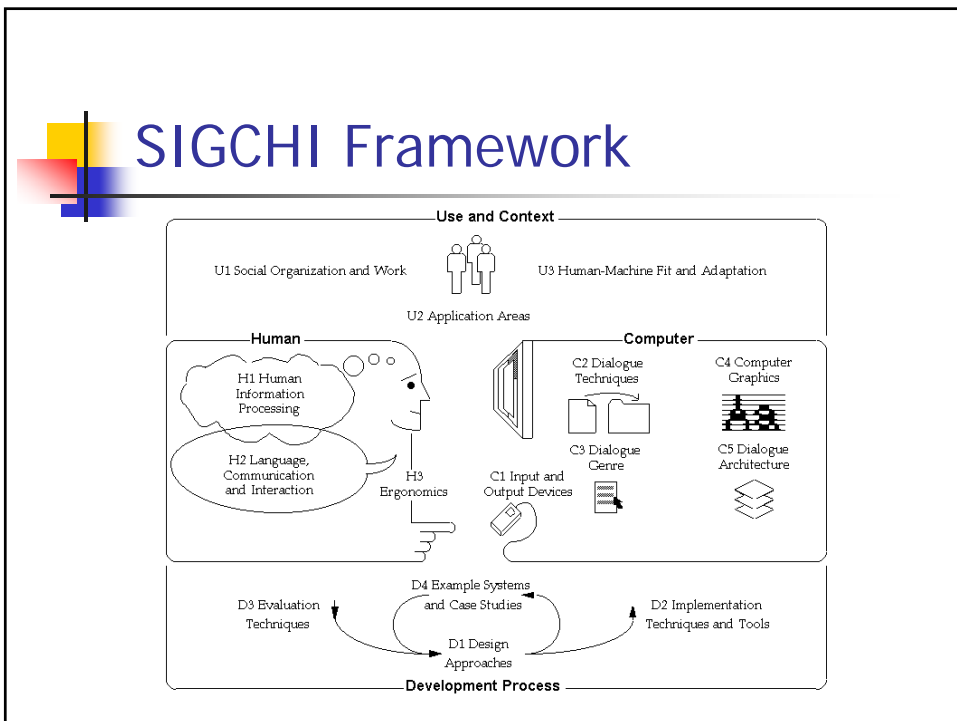 SIGCHI Framework
Use and Context
U1 Social Organization and Work
U3 Human-Machine Fit and Adaptation
U2 Application Areas
Human
H1 Human
Information
Processing
H2 Language,
Communication
and Interaction
H3
Ergonomics
Computer
C2 Dialogue
Techniques
C4 Computer
Graphics
Aa
C3 Dialogue
Genre
C5 Dialogue
Architecture
C1 Input and
Output Devices
D4 Example Systems
and Case Studies
D3 Evaluation
Techniques
D2 Implementation
Techniques and Tools
D1 Design
Approaches
Development Process